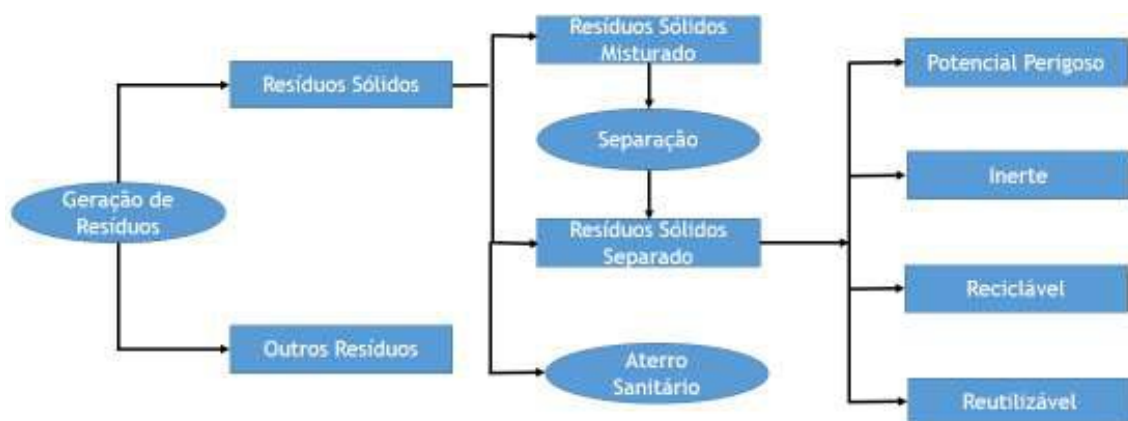 Geração de
Resíduos
Resíduos Sólidos
Outros Resíduos
Resíduos Sólidos
Misturado
Separação
Resíduos Sólidos
Separado
Aterro
Sanitário
Potencial Perigoso
Inerte
Reciclável
Reutilizável